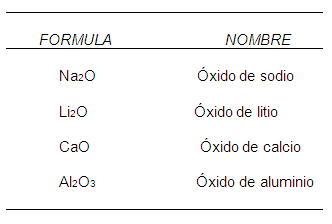 FORMULA NOMBRE
Na2O Óxido de sodio
Li2O Óxido de litio
CaO Óxido de calcio
Al2O3 Óxido de aluminio